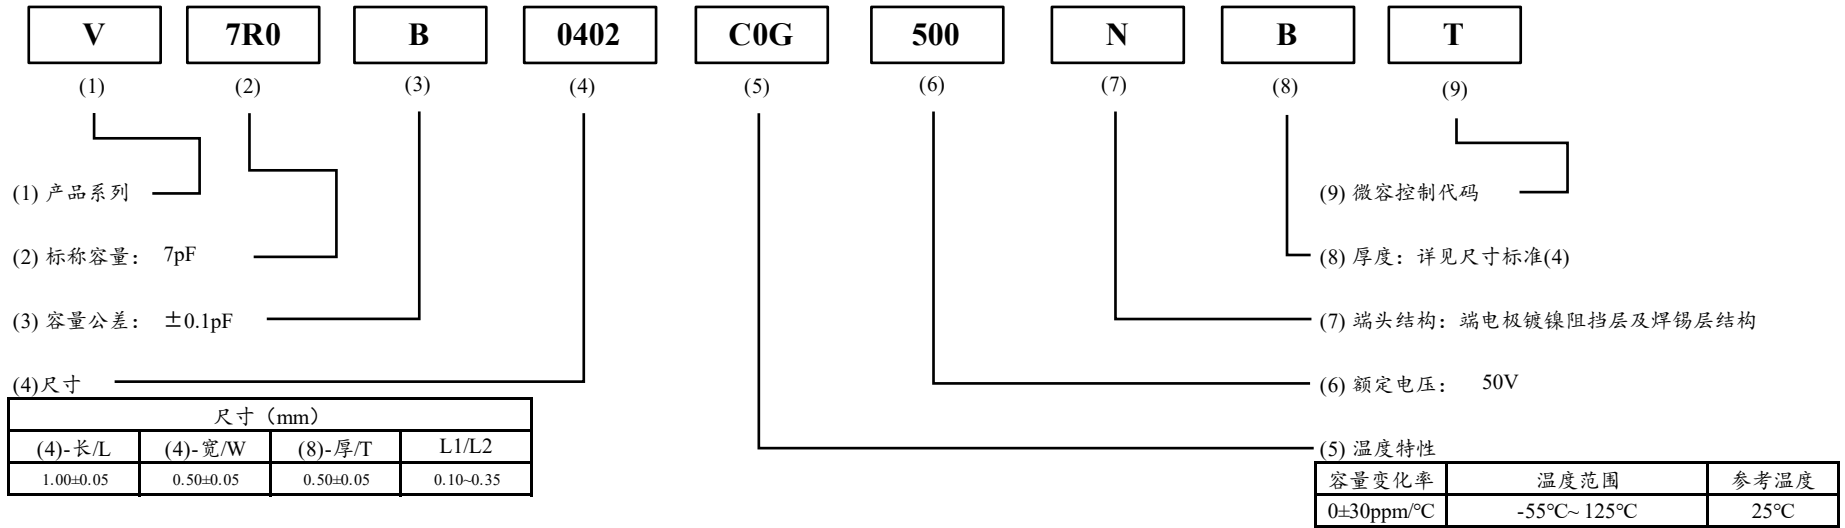 V 7R0 B 0402 C0G 500 N B T
(1) (2) (3) (4) (5) (6) (7) (8) (9)
(1) 产品系列
(9) 微容控制代码
(2) 标称容量： 7pF
(8) 厚度：详见尺寸标准(4)
(3) 容量公差： ±0.1pF
(7) 端头结构：端电极镀镍阻挡层及焊锡层结构
(4)尺寸
(6) 额定电压： 50V
尺寸（mm）
(4)-长/L (4)-宽/W (8)-厚/T L1/L2
1.00±0.05 0.50±0.05 0.50±0.05 0.10~0.35
(5) 温度特性
容量变化率 温度范围 参考温度
0±30ppm/°C -55°C~ 125°C 25°C